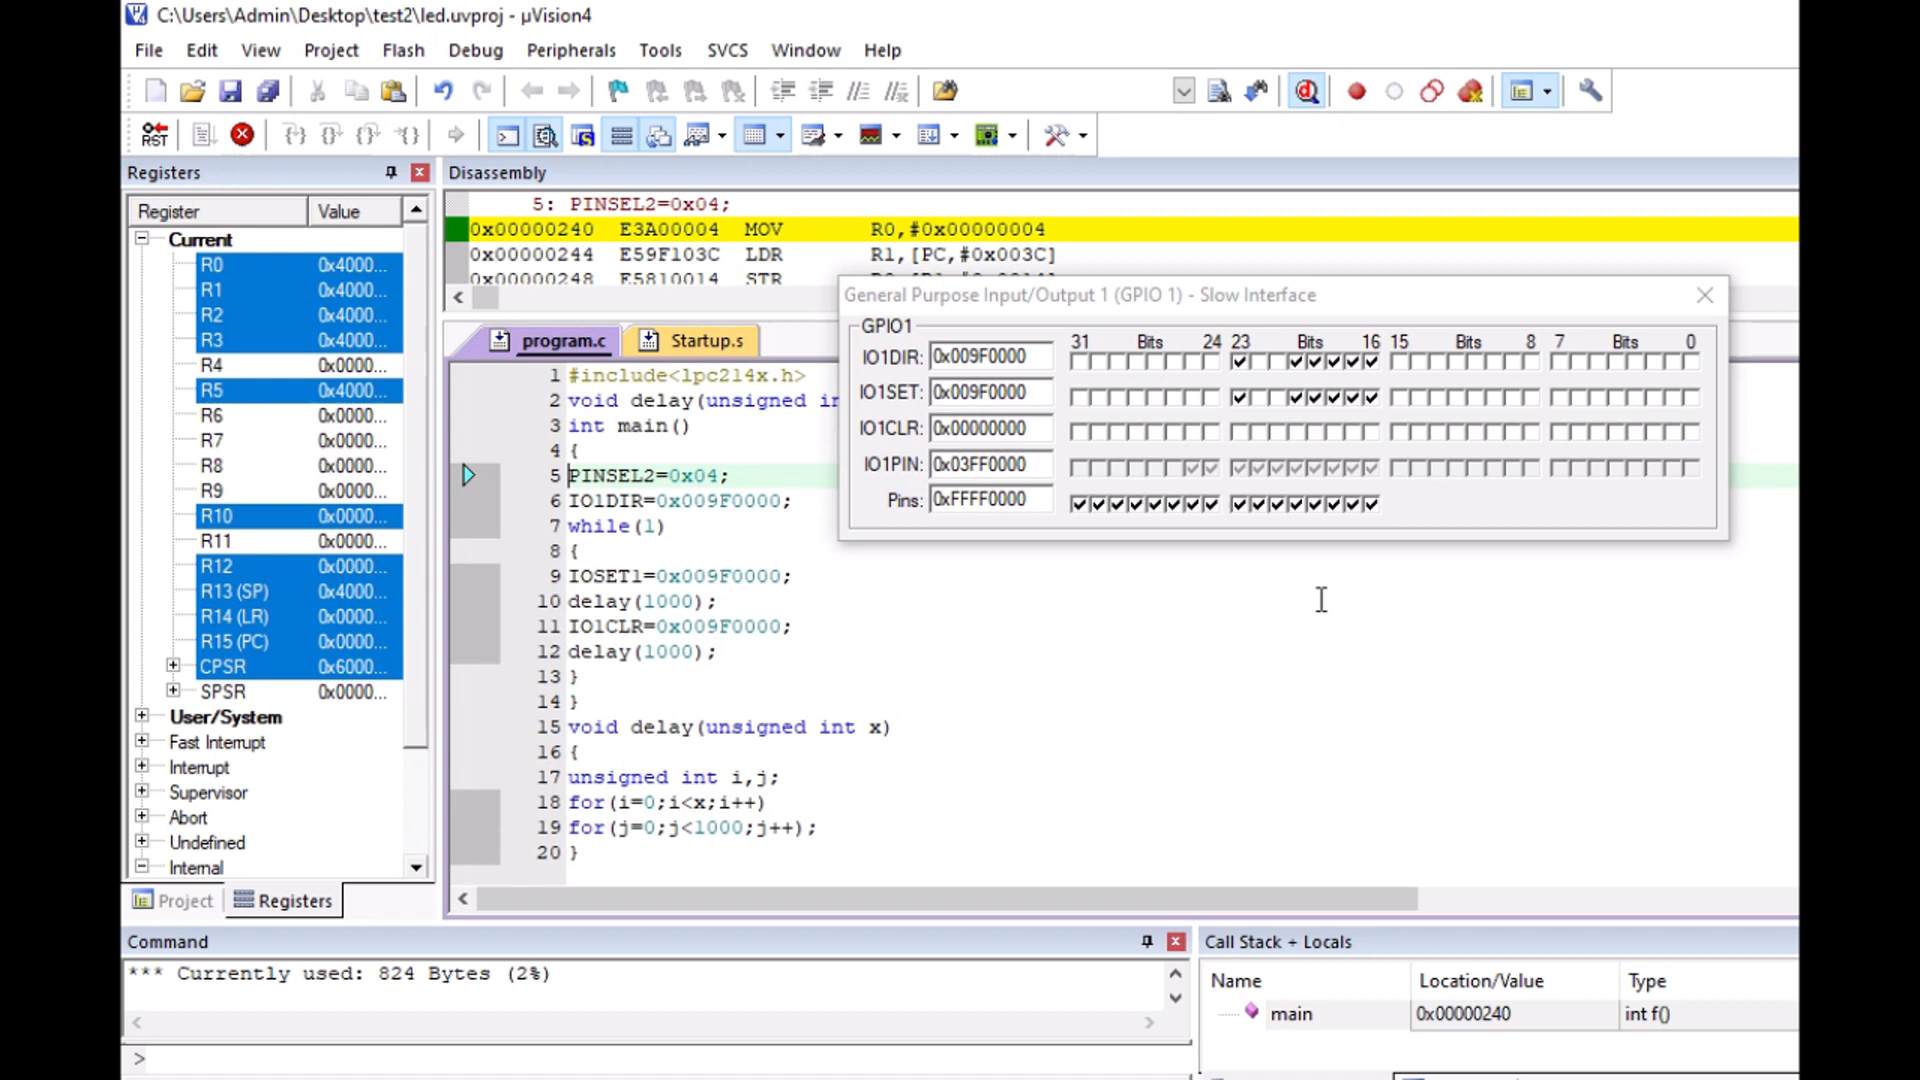 C:\Users\Admin\Desktop\test2\led.uvproj - µVision4
File Edit View Project Flash Debug Peripherals Tools SVCS Window Help
RST
Registers
Register Value
Current
R0 0x4000...
R1 0x4000...
R2 0x4000...
R3 0x4000...
R4 0x0000...
R5 0x4000...
R6 0x0000...
R7 0x0000...
R8 0x0000...
R9 0x0000...
R10 0x0000...
R11 0x0000...
R12 0x0000...
R13 (SP) 0x4000...
R14 (LR) 0x0000...
R15 (PC) 0x0000...
CPSR 0x6000...
SPSR 0x0000...
User/System
Fast Interrupt
Interrupt
Supervisor
Abort
Undefined
Internal
Project Registers
Disassembly
5: PINSEL2=0x04;
0x00000240 E3A00004 MOV R0,#0x00000004
0x00000244 E59F103C LDR R1,[PC,#0x003C]
0x00000248 E5810014 STR
program.c Startup.s
1 #include<lpc214x.h>
2 void delay(unsigned in
3 int main()
4 {
5 PINSEL2=0x04;
6 IO1DIR=0x009F0000;
7 while(1)
8 {
9 IOSET1=0x009F0000;
10 delay(1000);
11 IO1CLR=0x009F0000;
12 delay(1000);
13 }
14 }
15 void delay(unsigned int x)
16 {
17 unsigned int i,j;
18 for(i=0;i<x;i++)
19 for(j=0;j<1000;j++);
20 }
General Purpose Input/Output 1 (GPIO 1) - Slow Interface
GPIO1
31 Bits 24 23 Bits 16 15 Bits 8 7 Bits 0
IO1DIR: 0x009F0000
IO1SET: 0x009F0000
IO1CLR: 0x00000000
IO1PIN: 0x03FF0000
Pins: 0xFFFF0000
Command
*** Currently used: 824 Bytes (2%)
>
Call Stack + Locals
Name Location/Value Type
main 0x00000240 int f()